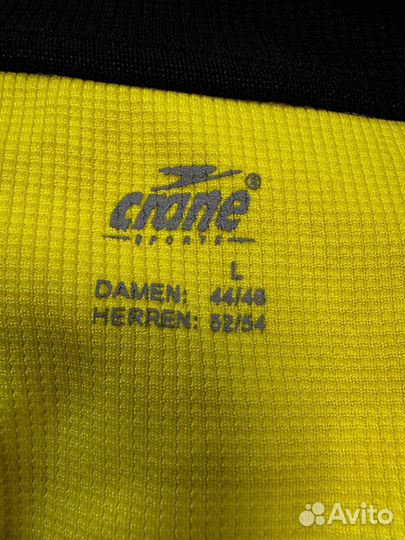 crane®
SPORTS
L
DAMEN: 44/46
HERREN: 52/54
Avito